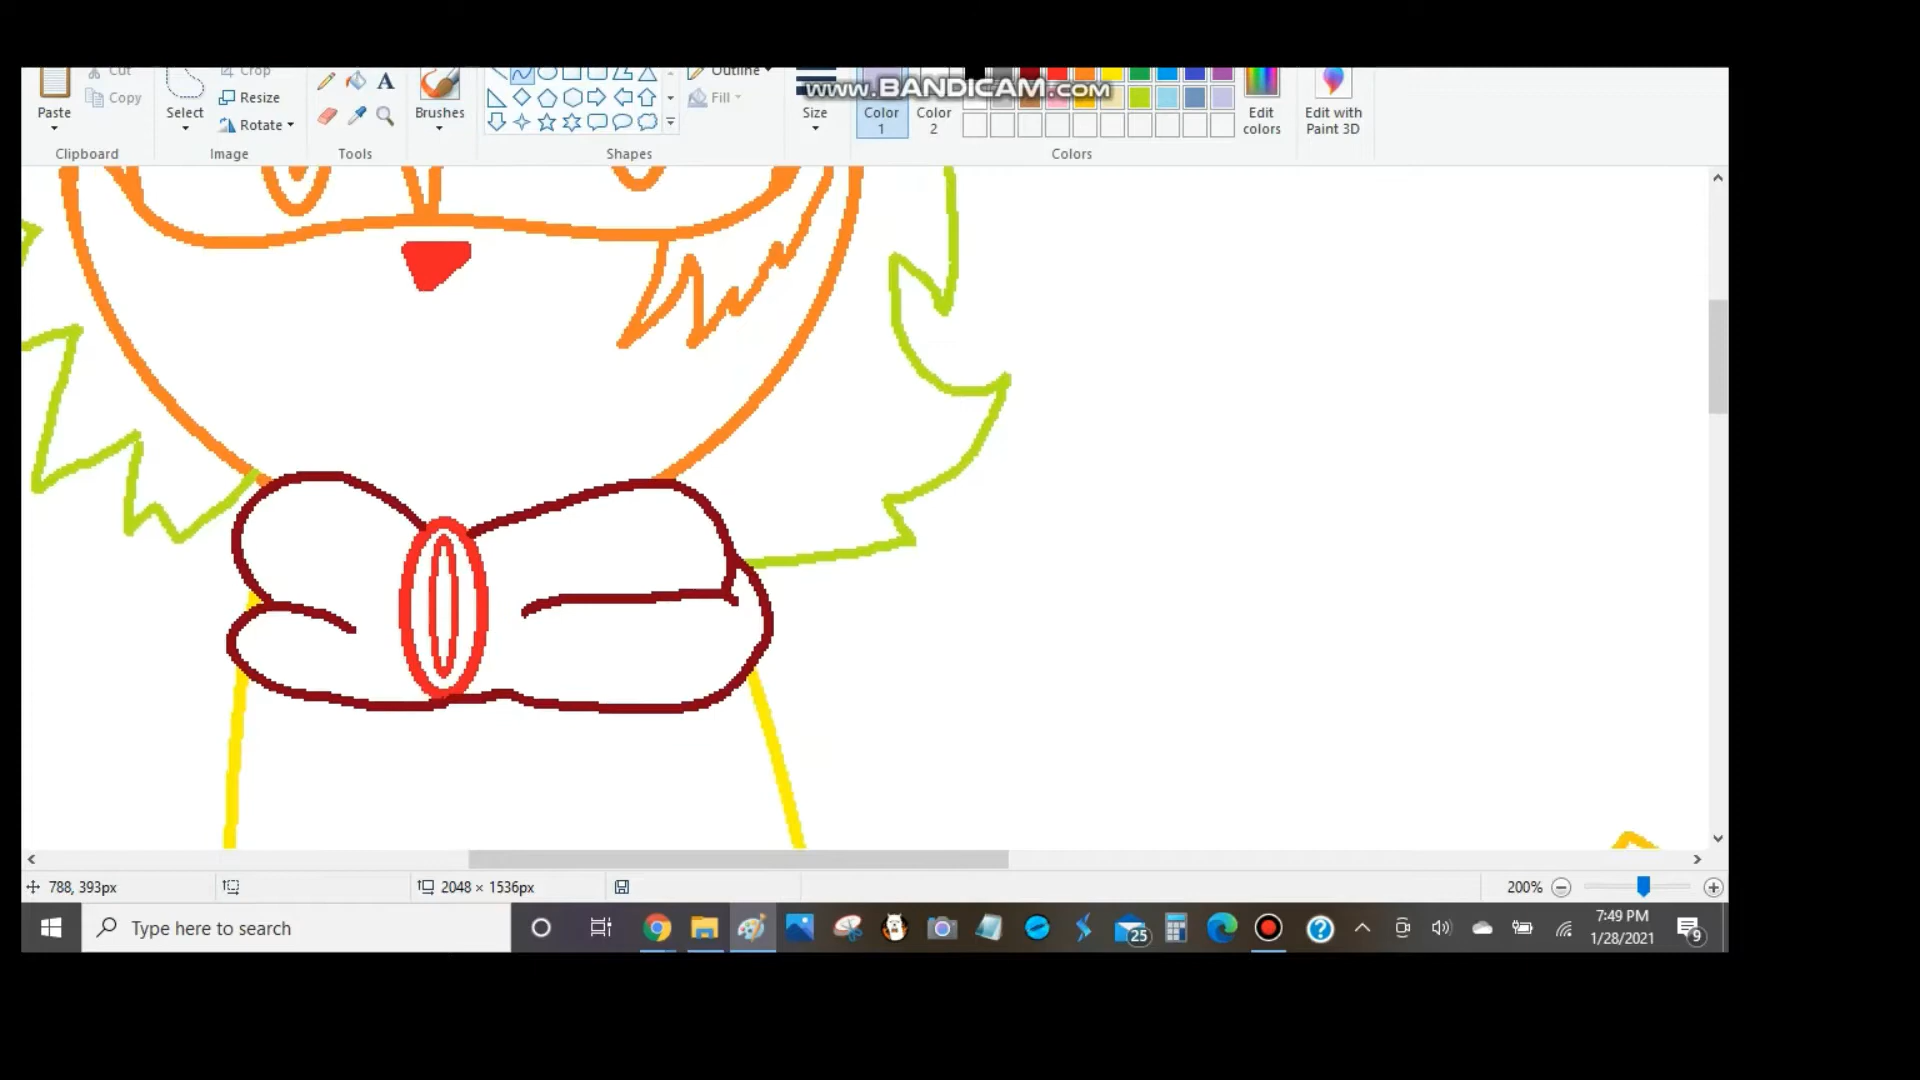 Cut
Crop
Outline
www.BANDICAM.com
Copy
Resize
Fill
Paste
Select
Rotate
A
Brushes
Size
Color
1
Color
2
Edit
colors
Edit with
Paint 3D
Clipboard
Image
Tools
Shapes
Colors
788, 393px
2048 × 1536px
200%
Type here to search
25
7:49 PM
1/28/2021
9